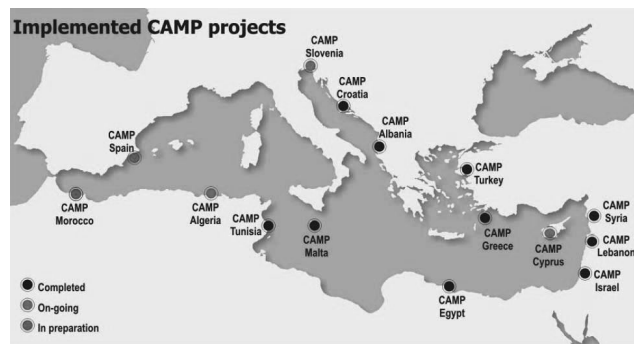 Implemented CAMP projects
CAMP
Slovenia
CAMP
Croatia
CAMP
Albania
CAMP
Spain
CAMP
Turkey
CAMP
Morocco
CAMP
Algeria
CAMP
Tunisia
CAMP
Malta
CAMP
Greece
CAMP
Cyprus
CAMP
Syria
CAMP
Lebanon
CAMP
Israel
CAMP
Egypt
Completed
On-going
In preparation